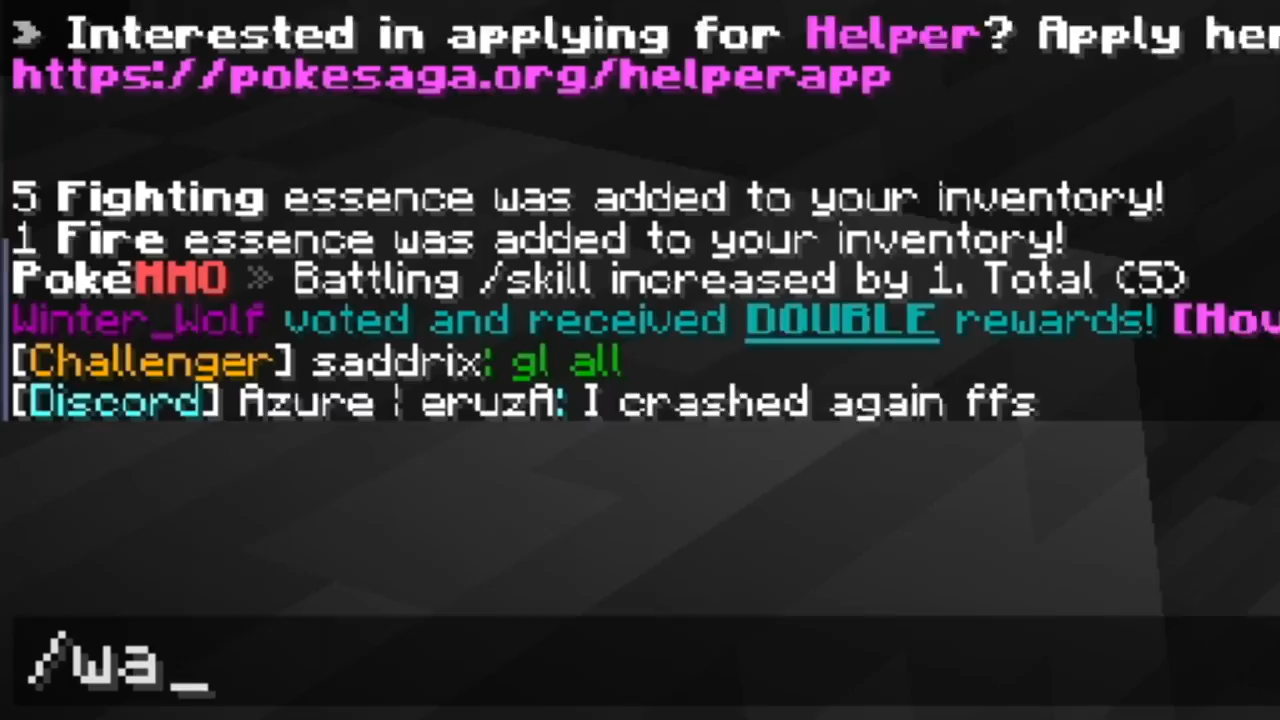 ➽ Interested in applying for Helper? Apply her
https://pokesaga.org/helperapp
5 Fighting essence was added to your inventory!
1 Fire essence was added to your inventory!
PokeMMO » Battling /skill increased by 1. Total (5)
Winter_Wolf voted and received DOUBLE rewards! [Hov
[Challenger] saddrix: gl all
[Discord] Azure ¦ eruzA: I crashed again ffs
/wa_